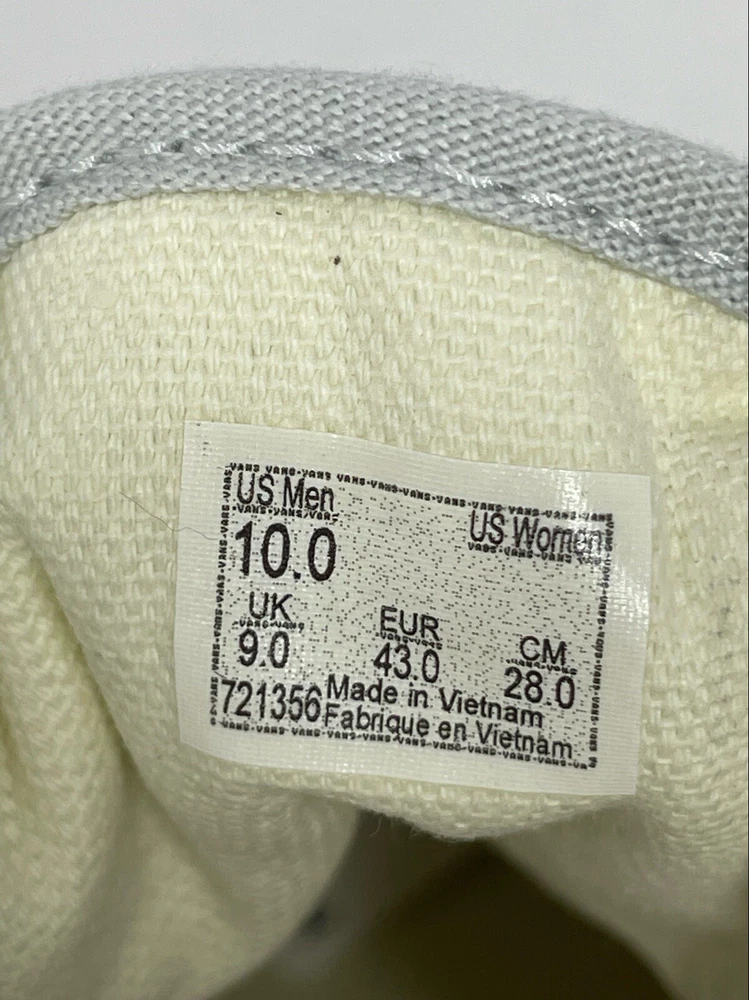 US Men
US Women
10.0
UK
EUR
CM
9.0
43.0
28.0
721356
Made in Vietnam
Fabrique en Vietnam